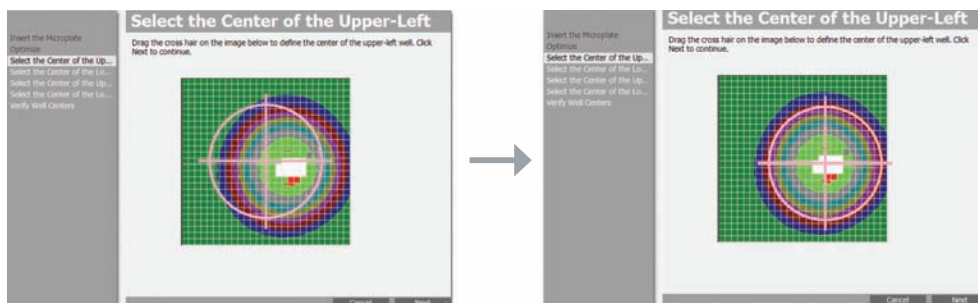 Select the Center of the Upper-Left
Insert the Microplate
Optimize
Select the Center of the Up...
Select the Center of the Lo...
Select the Center of the Up...
Select the Center of the Lo...
Verify Well Centers
Drag the cross hair on the image below to define the center of the upper-left well. Click
Next to continue.
Cancel
Next
Select the Center of the Upper-Left
Insert the Microplate
Optimize
Select the Center of the Up...
Select the Center of the Lo...
Select the Center of the Up...
Select the Center of the Lo...
Verify Well Centers
Drag the cross hair on the image below to define the center of the upper-left well. Click
Next to continue.
Cancel
Next